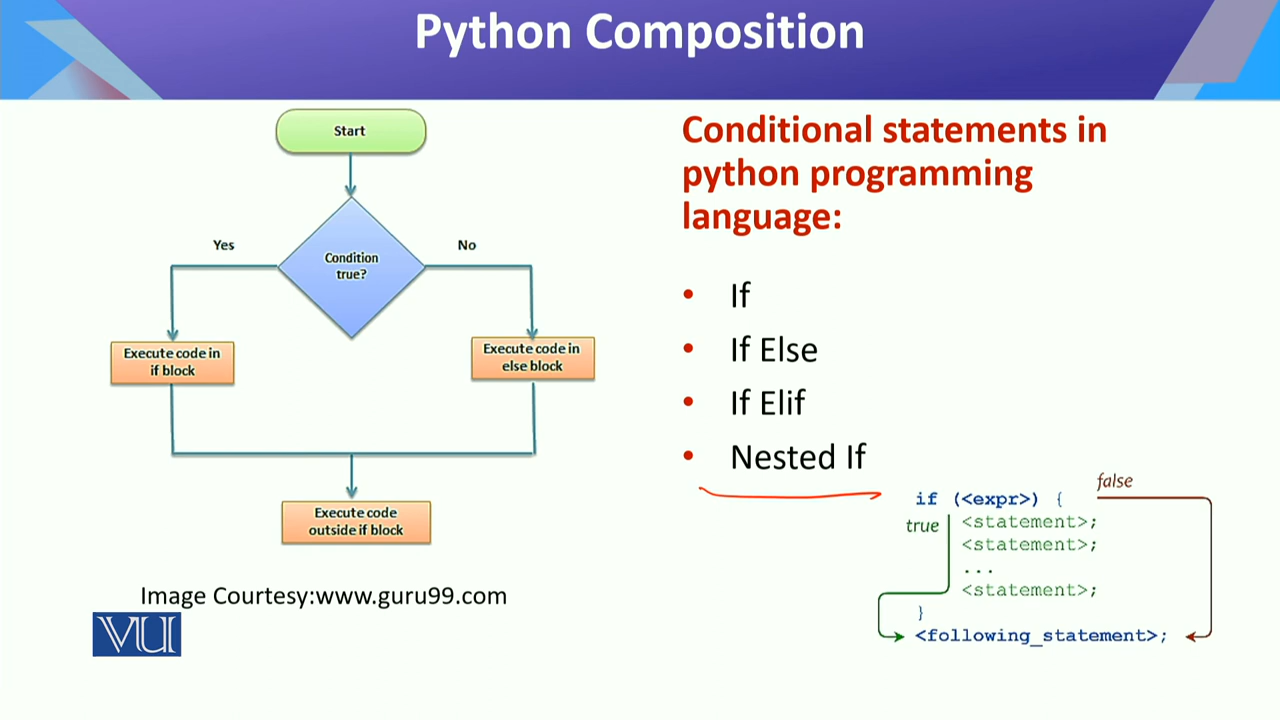 Python Composition
Start
Condition
true?
Yes
No
Execute code in
if block
Execute code in
else block
Execute code
outside if block
Image Courtesy:www.guru99.com
VU
Conditional statements in
python programming
language:
• If
• If Else
• If Elif
• Nested If
false
if (<expr>) {
true
<statement>;
<statement>;
...
<statement>;
}
<following_statement>;